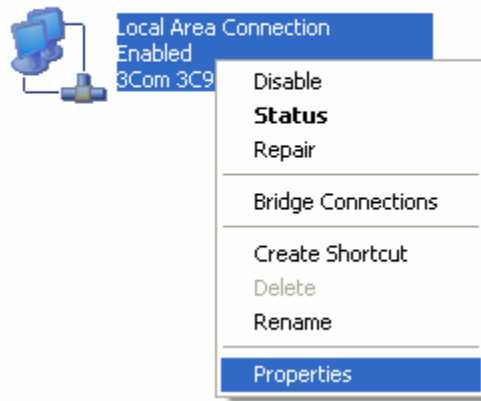 Local Area Connection
Enabled
3Com 3C9
Disable
Status
Repair
Bridge Connections
Create Shortcut
Delete
Rename
Properties